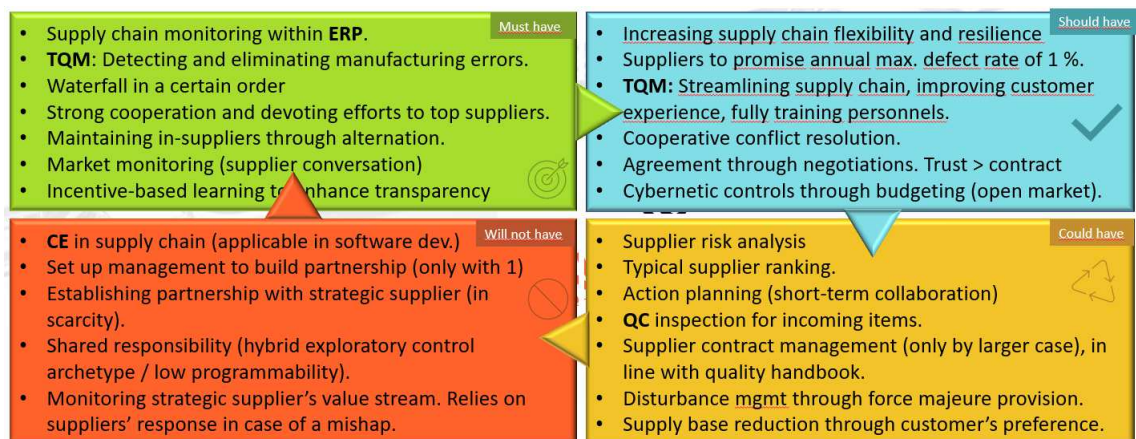 Must have
• Supply chain monitoring within ERP.
• TQM: Detecting and eliminating manufacturing errors.
• Waterfall in a certain order
• Strong cooperation and devoting efforts to top suppliers.
• Maintaining in-suppliers through alternation.
• Market monitoring (supplier conversation)
• Incentive-based learning to enhance transparency
Should have
• Increasing supply chain flexibility and resilience
• Suppliers to promise annual max. defect rate of 1 %.
• TQM: Streamlining supply chain, improving customer
experience, fully training personnels.
• Cooperative conflict resolution.
• Agreement through negotiations. Trust > contract
• Cybernetic controls through budgeting (open market).
Will not have
• CE in supply chain (applicable in software dev.)
• Set up management to build partnership (only with 1)
• Establishing partnership with strategic supplier (in
scarcity).
• Shared responsibility (hybrid exploratory control
archetype / low programmability).
• Monitoring strategic supplier's value stream. Relies on
suppliers' response in case of a mishap.
Could have
• Supplier risk analysis
• Typical supplier ranking.
• Action planning (short-term collaboration)
• QC inspection for incoming items.
• Supplier contract management (only by larger case), in
line with quality handbook.
• Disturbance mgmt through force majeure provision.
• Supply base reduction through customer's preference.